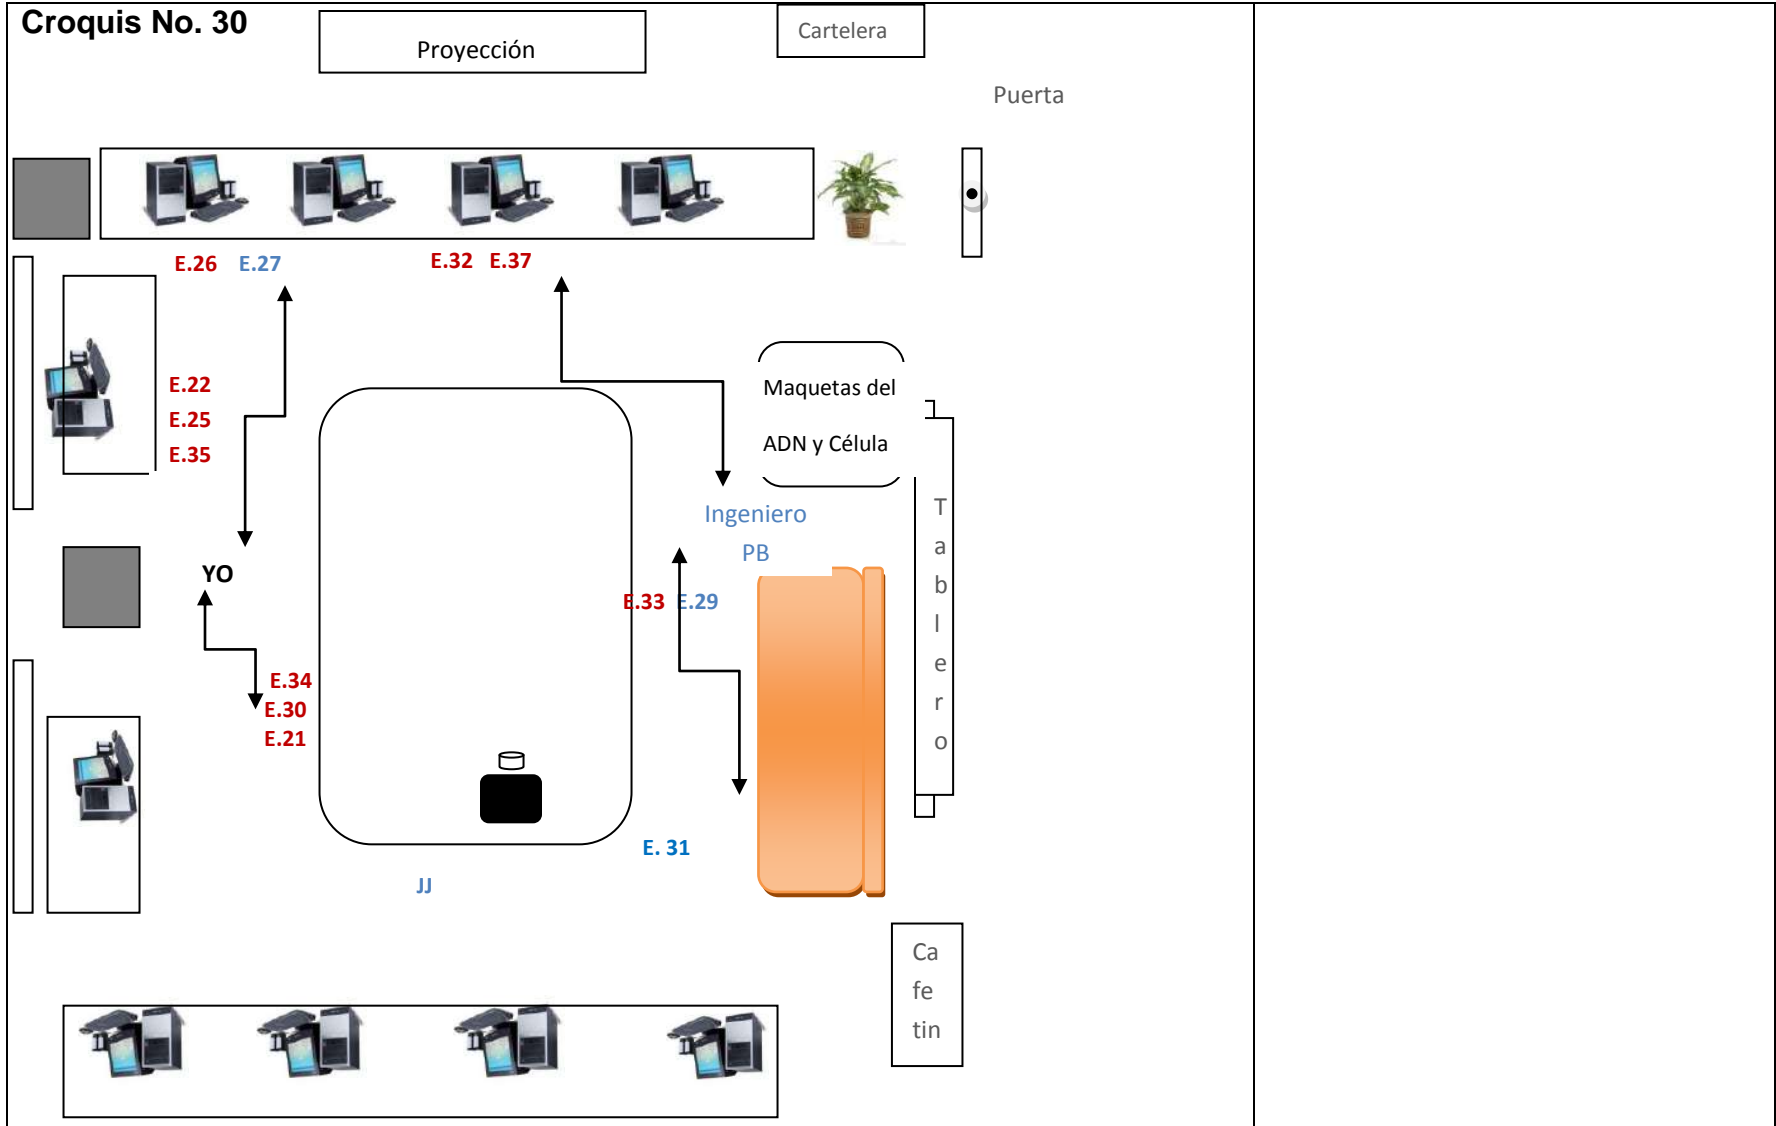 Croquis No. 30
Proyección
Cartelera
Puerta
E.26 E.27
E.32 E.37
E.22
E.25
E.35
Maquetas del
ADN y Célula
Ingeniero
PB
T
a
b
l
e
r
o
YO
E.33 E.29
E.34
E.30
E.21
E. 31
JJ
Ca
fe
tin